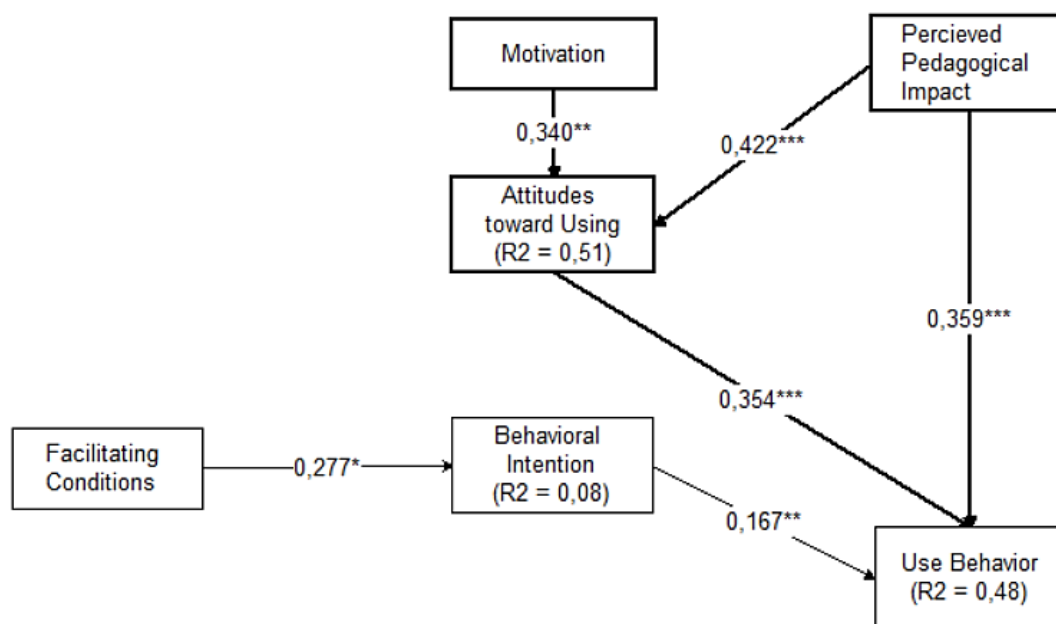 Motivation
Percieved
Pedagogical
Impact
0,340**
0,422***
Attitudes
toward Using
(R2 = 0,51)
0,359***
0,354***
Facilitating
Conditions
0,277*
Behavioral
Intention
(R2 = 0,08)
0,167**
Use Behavior
(R2 = 0,48)